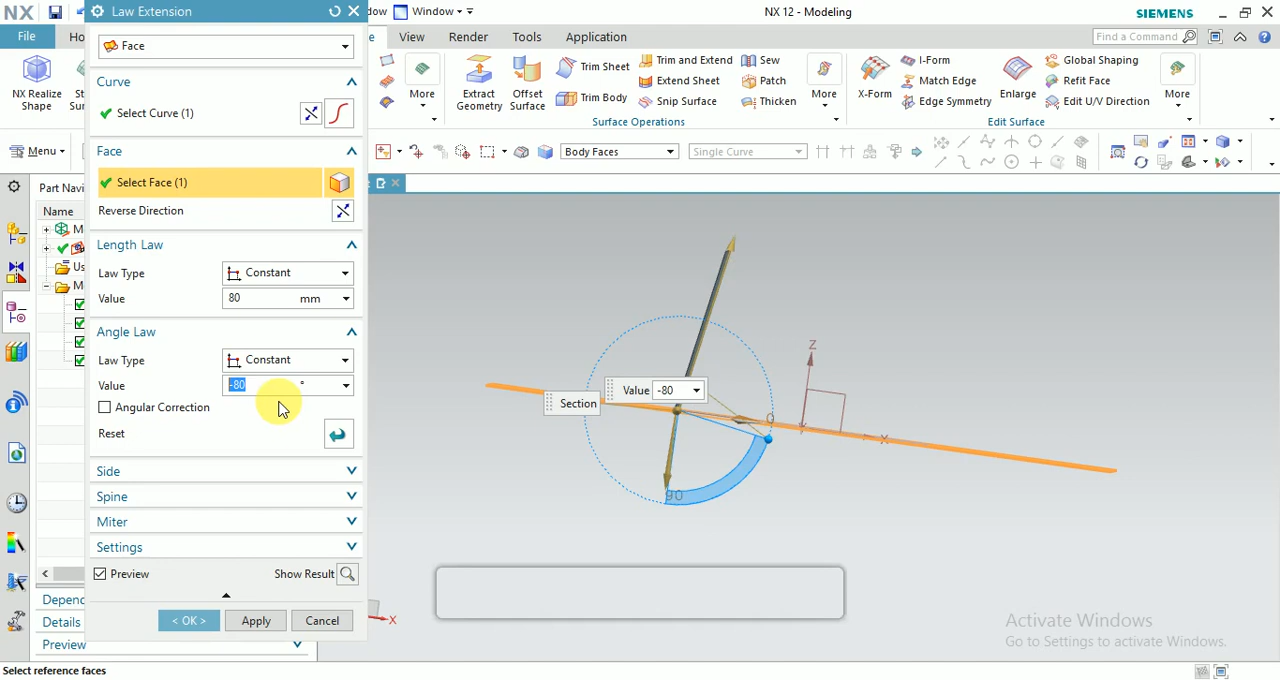 NX
Window
NX 12 - Modeling
SIEMENS
Law Extension
File
Ho
View
Render
Tools
Application
Find a Command
Face
NX Realize
Shape
More
Extract
Geometry
Offset
Surface
Trim Sheet
Trim Body
Trim and Extend
Extend Sheet
Snip Surface
Sew
Patch
Thicken
More
Surface Operations
X-Form
I-Form
Match Edge
Edge Symmetry
Enlarge
Global Shaping
Refit Face
Edit U/V Direction
More
Edit Surface
Menu
Body Faces
Single Curve
Curve
Select Curve (1)
Face
Select Face (1)
Reverse Direction
Length Law
Law Type
Constant
Value
80
mm
Angle Law
Law Type
Constant
Value
-80
°
Angular Correction
Reset
Side
Spine
Miter
Settings
Preview
Show Result
< OK >
Apply
Cancel
Part Navi
Name
M
Us
M
Depend
Details
Preview
Section
Value
-80
0
90
Z
X
X
Activate Windows
Go to Settings to activate Windows.
Select reference faces